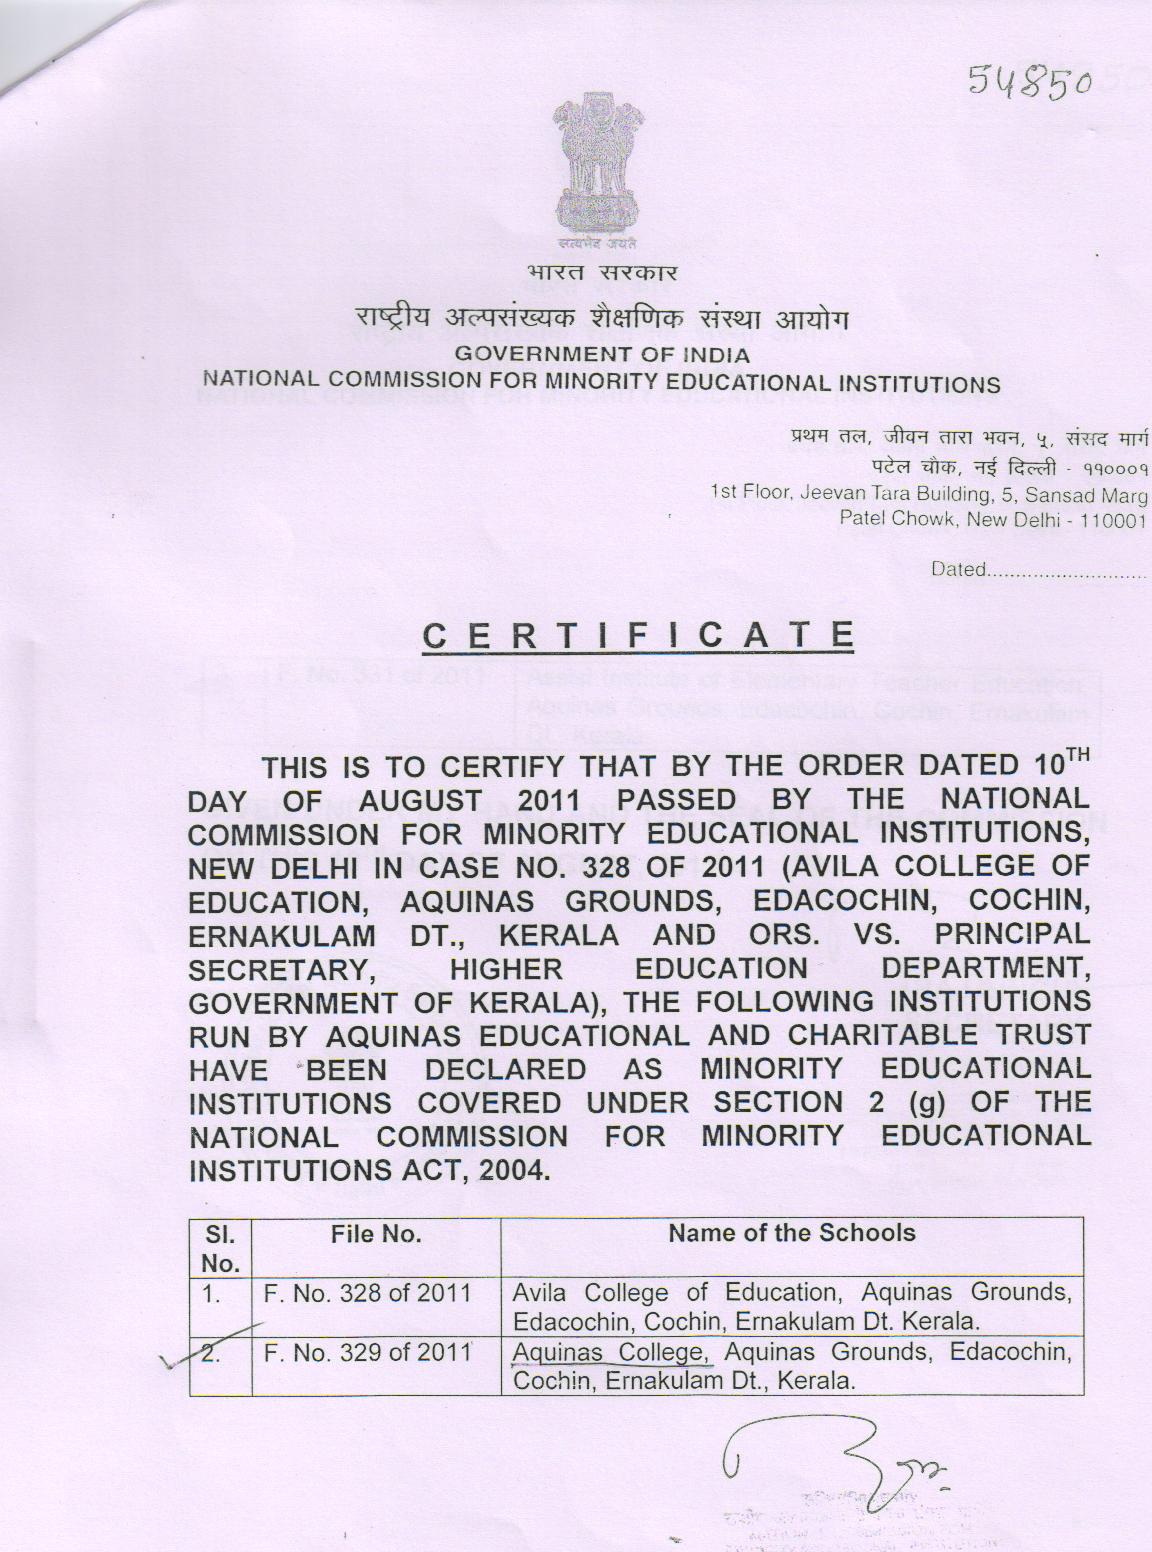 54850
सत्यमेव जयते
भारत सरकार
राष्ट्रीय अल्पसंख्यक शैक्षणिक संस्था आयोग
GOVERNMENT OF INDIA
NATIONAL COMMISSION FOR MINORITY EDUCATIONAL INSTITUTIONS
प्रथम तल, जीवन तारा भवन, ५, संसद मार्ग
पटेल चौक, नई दिल्ली - ११०००१
1st Floor, Jeevan Tara Building, 5, Sansad Marg
Patel Chowk, New Delhi - 110001
Dated............................
CERTIFICATE
THIS IS TO CERTIFY THAT BY THE ORDER DATED 10TH
DAY OF AUGUST 2011 PASSED BY THE NATIONAL
COMMISSION FOR MINORITY EDUCATIONAL INSTITUTIONS,
NEW DELHI IN CASE NO. 328 OF 2011 (AVILA COLLEGE OF
EDUCATION, AQUINAS GROUNDS, EDACOCHIN, COCHIN,
ERNAKULAM DT., KERALA AND ORS. VS. PRINCIPAL
SECRETARY, HIGHER EDUCATION DEPARTMENT,
GOVERNMENT OF KERALA), THE FOLLOWING INSTITUTIONS
RUN BY AQUINAS EDUCATIONAL AND CHARITABLE TRUST
HAVE BEEN DECLARED AS MINORITY EDUCATIONAL
INSTITUTIONS COVERED UNDER SECTION 2 (g) OF THE
NATIONAL COMMISSION FOR MINORITY EDUCATIONAL
INSTITUTIONS ACT, 2004.
Sl. No. File No. Name of the Schools
1. F. No. 328 of 2011 Avila College of Education, Aquinas Grounds,
Edacochin, Cochin, Ernakulam Dt. Kerala.
2. F. No. 329 of 2011 Aquinas College, Aquinas Grounds, Edacochin,
Cochin, Ernakulam Dt., Kerala.